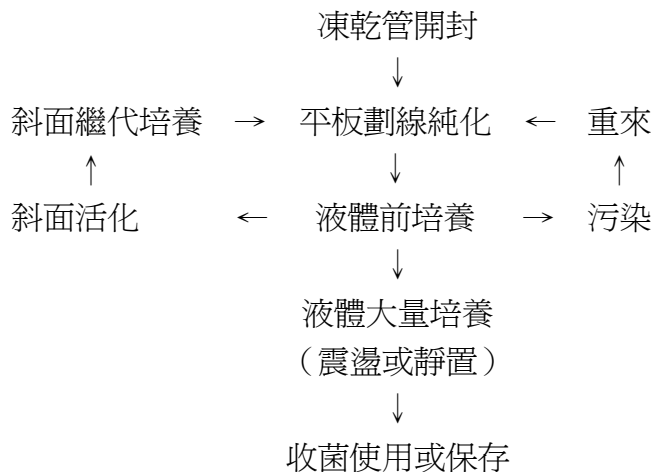 凍乾管開封
↓
斜面繼代培養 → 平板劃線純化 ← 重來
↑ ↓ ↑
斜面活化 ← 液體前培養 → 污染
↓
液體大量培養
（震盪或靜置）
↓
收菌使用或保存